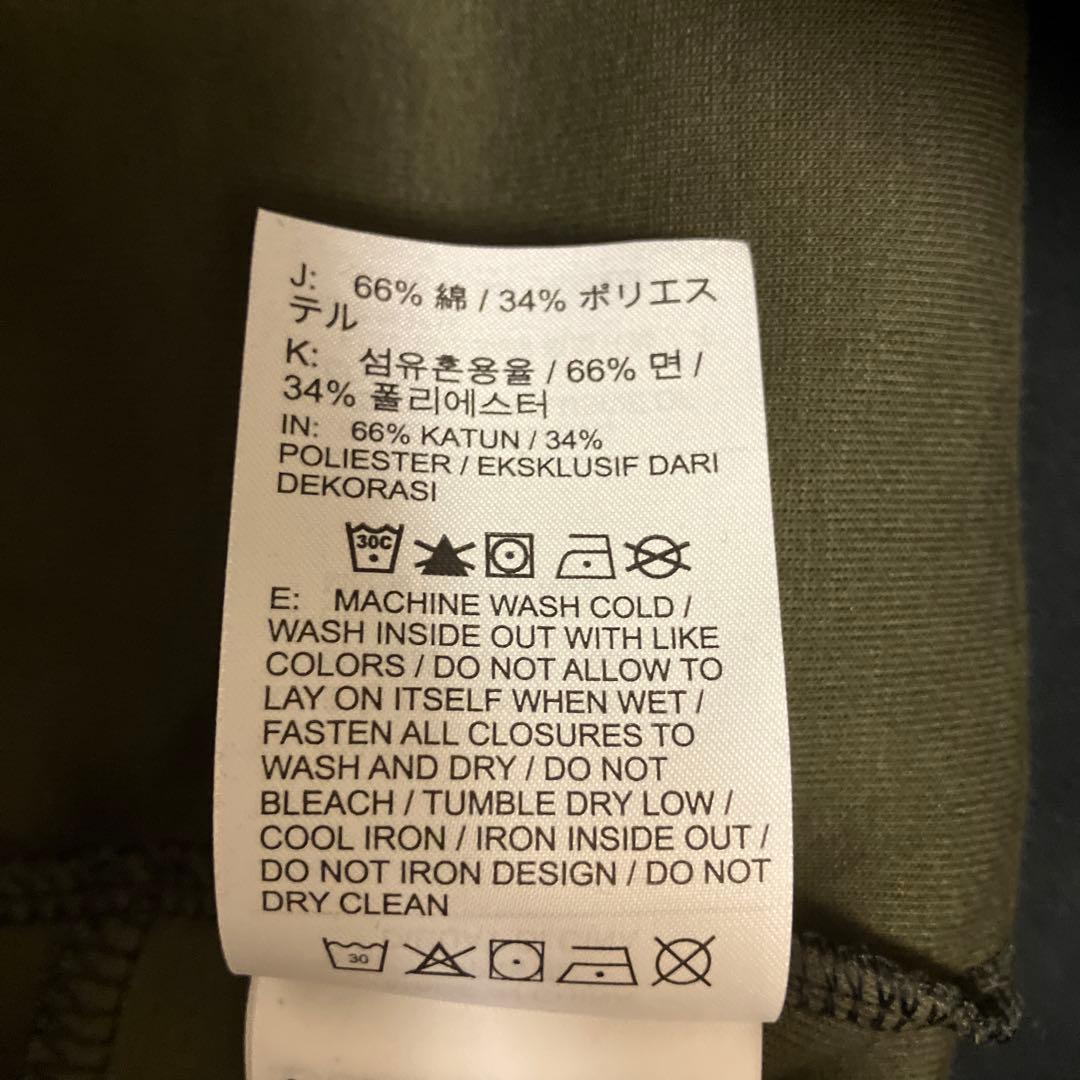 J: 66% 綿 / 34% ポリエス
テル
K: 섬유혼용율 / 66% 면 /
34% 폴리에스터
IN: 66% KATUN / 34%
POLIESTER / EKSKLUSIF DARI
DEKORASI
30C
E: MACHINE WASH COLD /
WASH INSIDE OUT WITH LIKE
COLORS / DO NOT ALLOW TO
LAY ON ITSELF WHEN WET /
FASTEN ALL CLOSURES TO
WASH AND DRY / DO NOT
BLEACH / TUMBLE DRY LOW /
COOL IRON / IRON INSIDE OUT /
DO NOT IRON DESIGN / DO NOT
DRY CLEAN
30